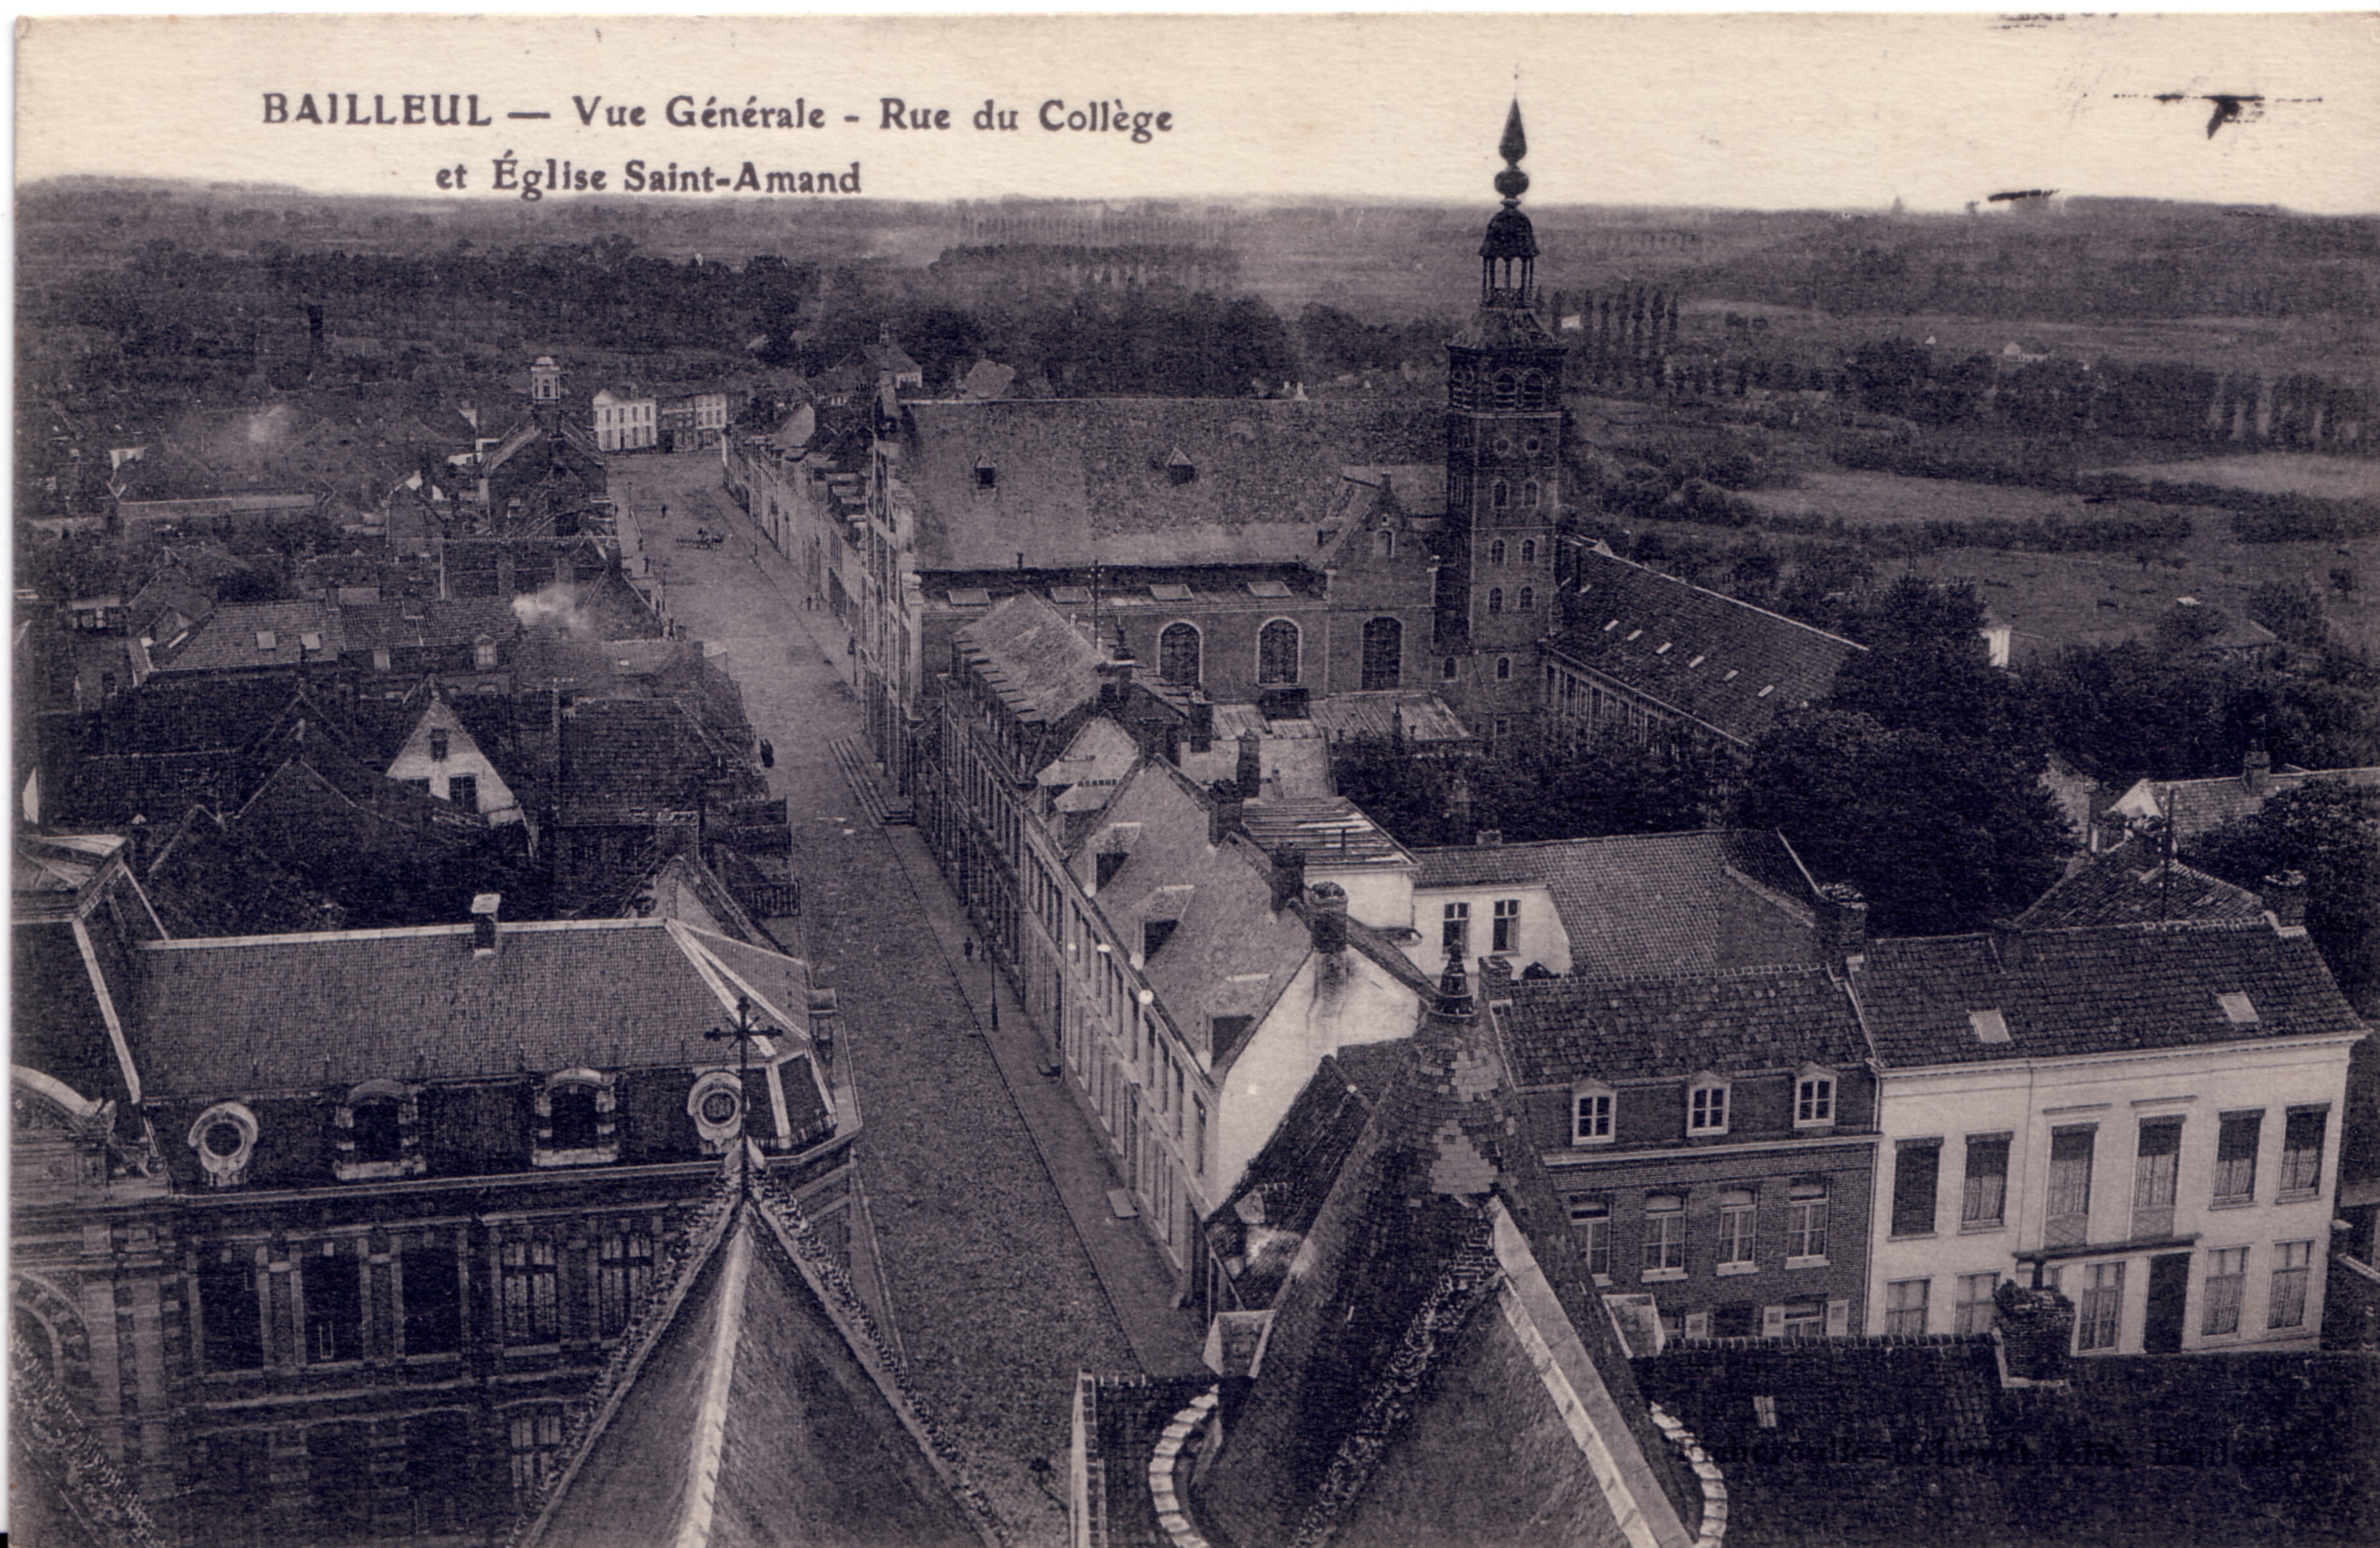 BAILLEUL — Vue Générale - Rue du Collège
et Église Saint-Amand